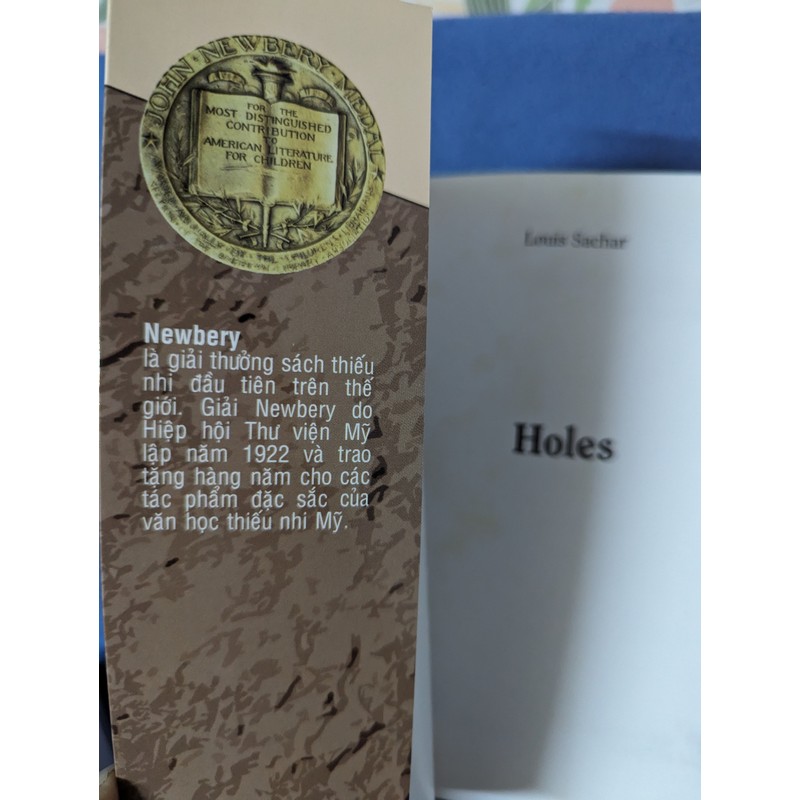 JOHN NEWBERY MEDAL
FOR THE
MOST DISTINGUISHED
CONTRIBUTION
TO
AMERICAN LITERATURE
FOR CHILDREN
Newbery
là giải thưởng sách thiếu
nhi đầu tiên trên thế
giới. Giải Newbery do
Hiệp hội Thư viện Mỹ
lập năm 1922 và trao
tặng hàng năm cho các
tác phẩm đặc sắc của
văn học thiếu nhi Mỹ.
Louis Sachar
Holes